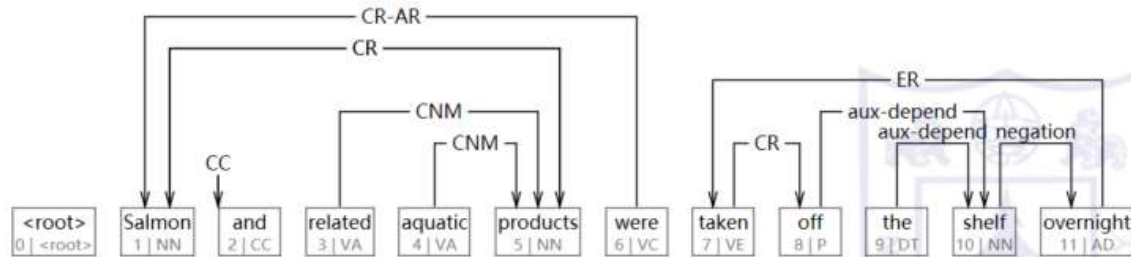 CR-AR
CR
ER
CNM
aux-depend
aux-depend negation
CNM
CR
CC
<root> Salmon and related aquatic products were taken off the shelf overnight
0 | <root> 1 | NN 2 | CC 3 | VA 4 | VA 5 | NN 6 | VC 7 | VE 8 | P 9 | DT 10 | NN 11 | AD